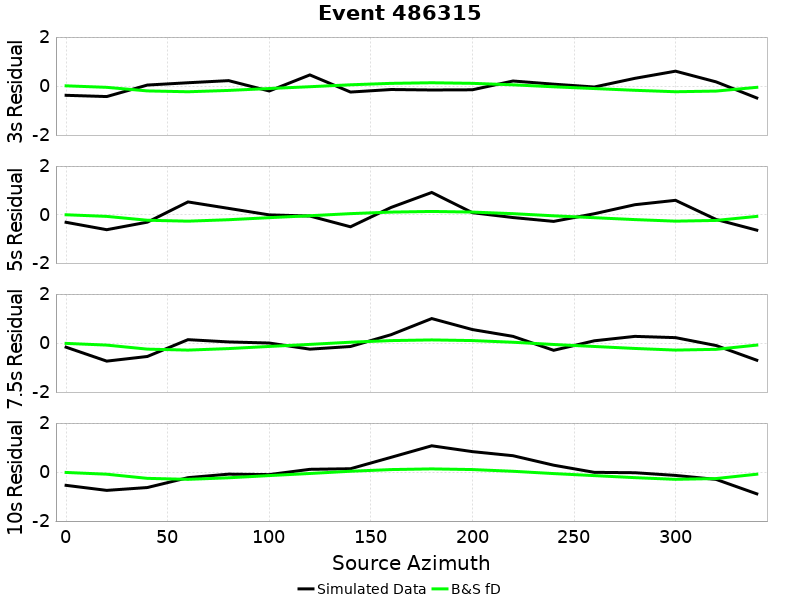 Event 486315
2
0
-2
3s Residual
2
0
-2
5s Residual
2
0
-2
7.5s Residual
2
0
-2
10s Residual
0 50 100 150 200 250 300
Source Azimuth
Simulated Data B&S fD